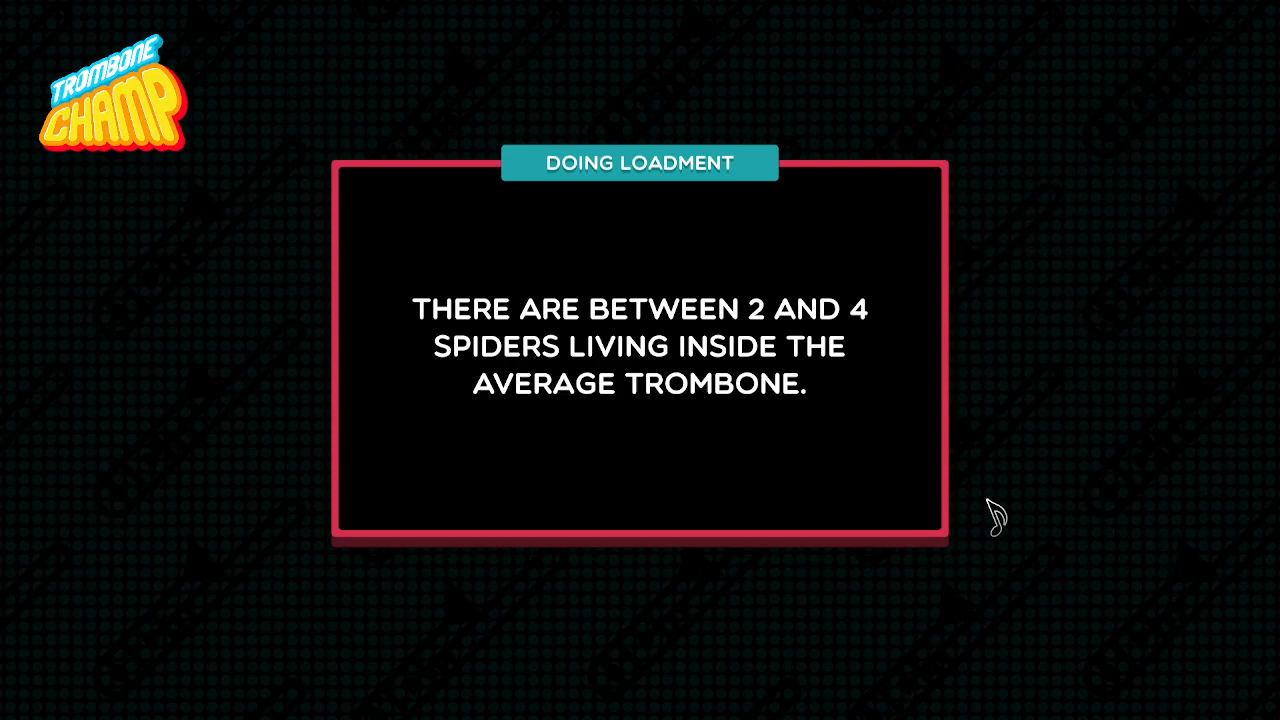 TROMBONE
CHAMP
DOING LOADMENT
THERE ARE BETWEEN 2 AND 4
SPIDERS LIVING INSIDE THE
AVERAGE TROMBONE.